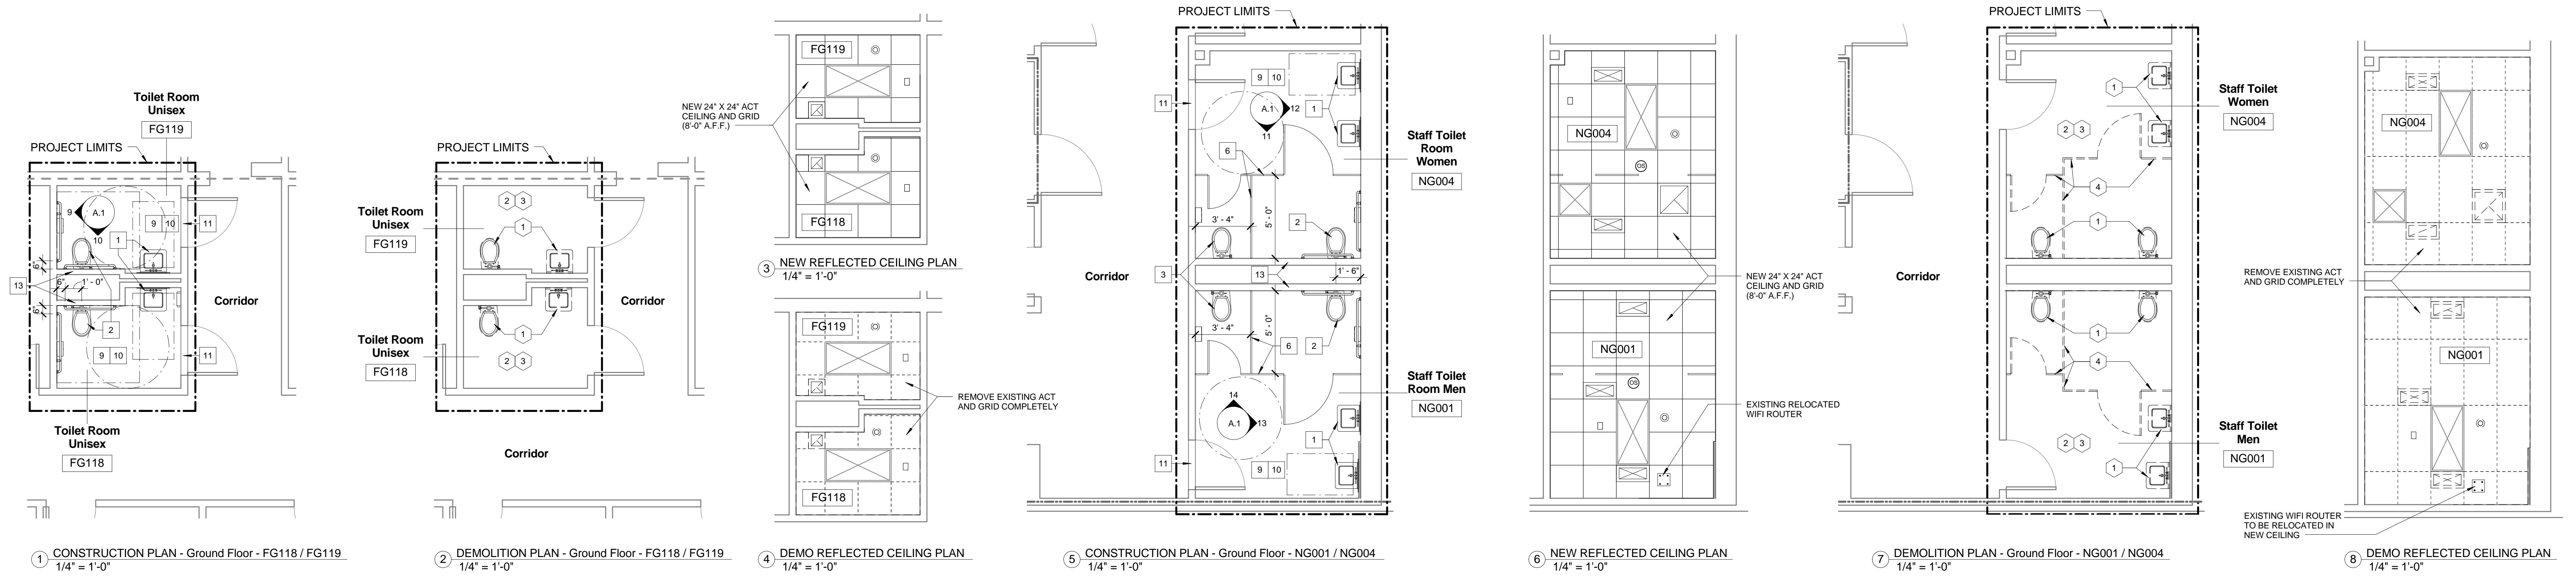 PROJECT LIMITS
Toilet Room
Unisex
FG119
9
A.1
10
9 10
11
1
6"
6"
1' - 0"
13
6"
2
9 10
11
Corridor
Toilet Room
Unisex
FG118
1 CONSTRUCTION PLAN - Ground Floor - FG118 / FG119
1/4" = 1'-0"
PROJECT LIMITS
2 3
1
Toilet Room
Unisex
FG119
Corridor
1
2 3
Toilet Room
Unisex
FG118
Corridor
2 DEMOLITION PLAN - Ground Floor - FG118 / FG119
1/4" = 1'-0"
FG119
NEW 24" X 24" ACT
CEILING AND GRID
(8'-0" A.F.F.)
FG118
3 NEW REFLECTED CEILING PLAN
1/4" = 1'-0"
FG119
REMOVE EXISTING ACT
AND GRID COMPLETELY
FG118
4 DEMO REFLECTED CEILING PLAN
1/4" = 1'-0"
PROJECT LIMITS
9 10
11
A.1
12
11
1
6
Staff Toilet
Room
Women
NG004
3' - 4"
5' - 0"
2
Corridor
3
13
1' - 6"
3' - 4"
5' - 0"
6
2
14
A.1
13
Staff Toilet
Room Men
NG001
1
11
9 10
5 CONSTRUCTION PLAN - Ground Floor - NG001 / NG004
1/4" = 1'-0"
NG004
OS
NEW 24" X 24" ACT
CEILING AND GRID
(8'-0" A.F.F.)
NG001
OS
EXISTING RELOCATED
WIFI ROUTER
6 NEW REFLECTED CEILING PLAN
1/4" = 1'-0"
PROJECT LIMITS
1
2 3
Staff Toilet
Women
NG004
4
1
Corridor
1
4
2 3
1
Staff Toilet
Men
NG001
7 DEMOLITION PLAN - Ground Floor - NG001 / NG004
1/4" = 1'-0"
NG004
REMOVE EXISTING ACT
AND GRID COMPLETELY
NG001
EXISTING WIFI ROUTER
TO BE RELOCATED IN
NEW CEILING
8 DEMO REFLECTED CEILING PLAN
1/4" = 1'-0"